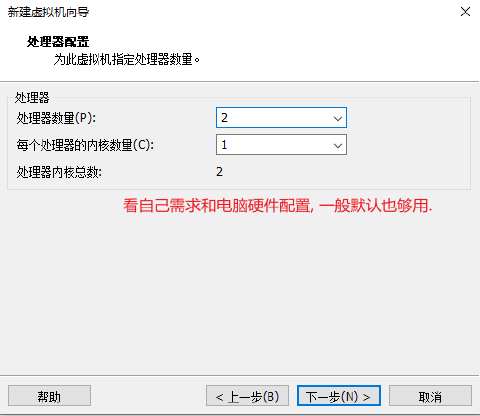 新建虚拟机向导
处理器配置
为此虚拟机指定处理器数量。
处理器
处理器数量(P): 2
每个处理器的内核数量(C): 1
处理器内核总数: 2
看自己需求和电脑硬件配置, 一般默认也够用.
帮助 < 上一步(B) 下一步(N) > 取消